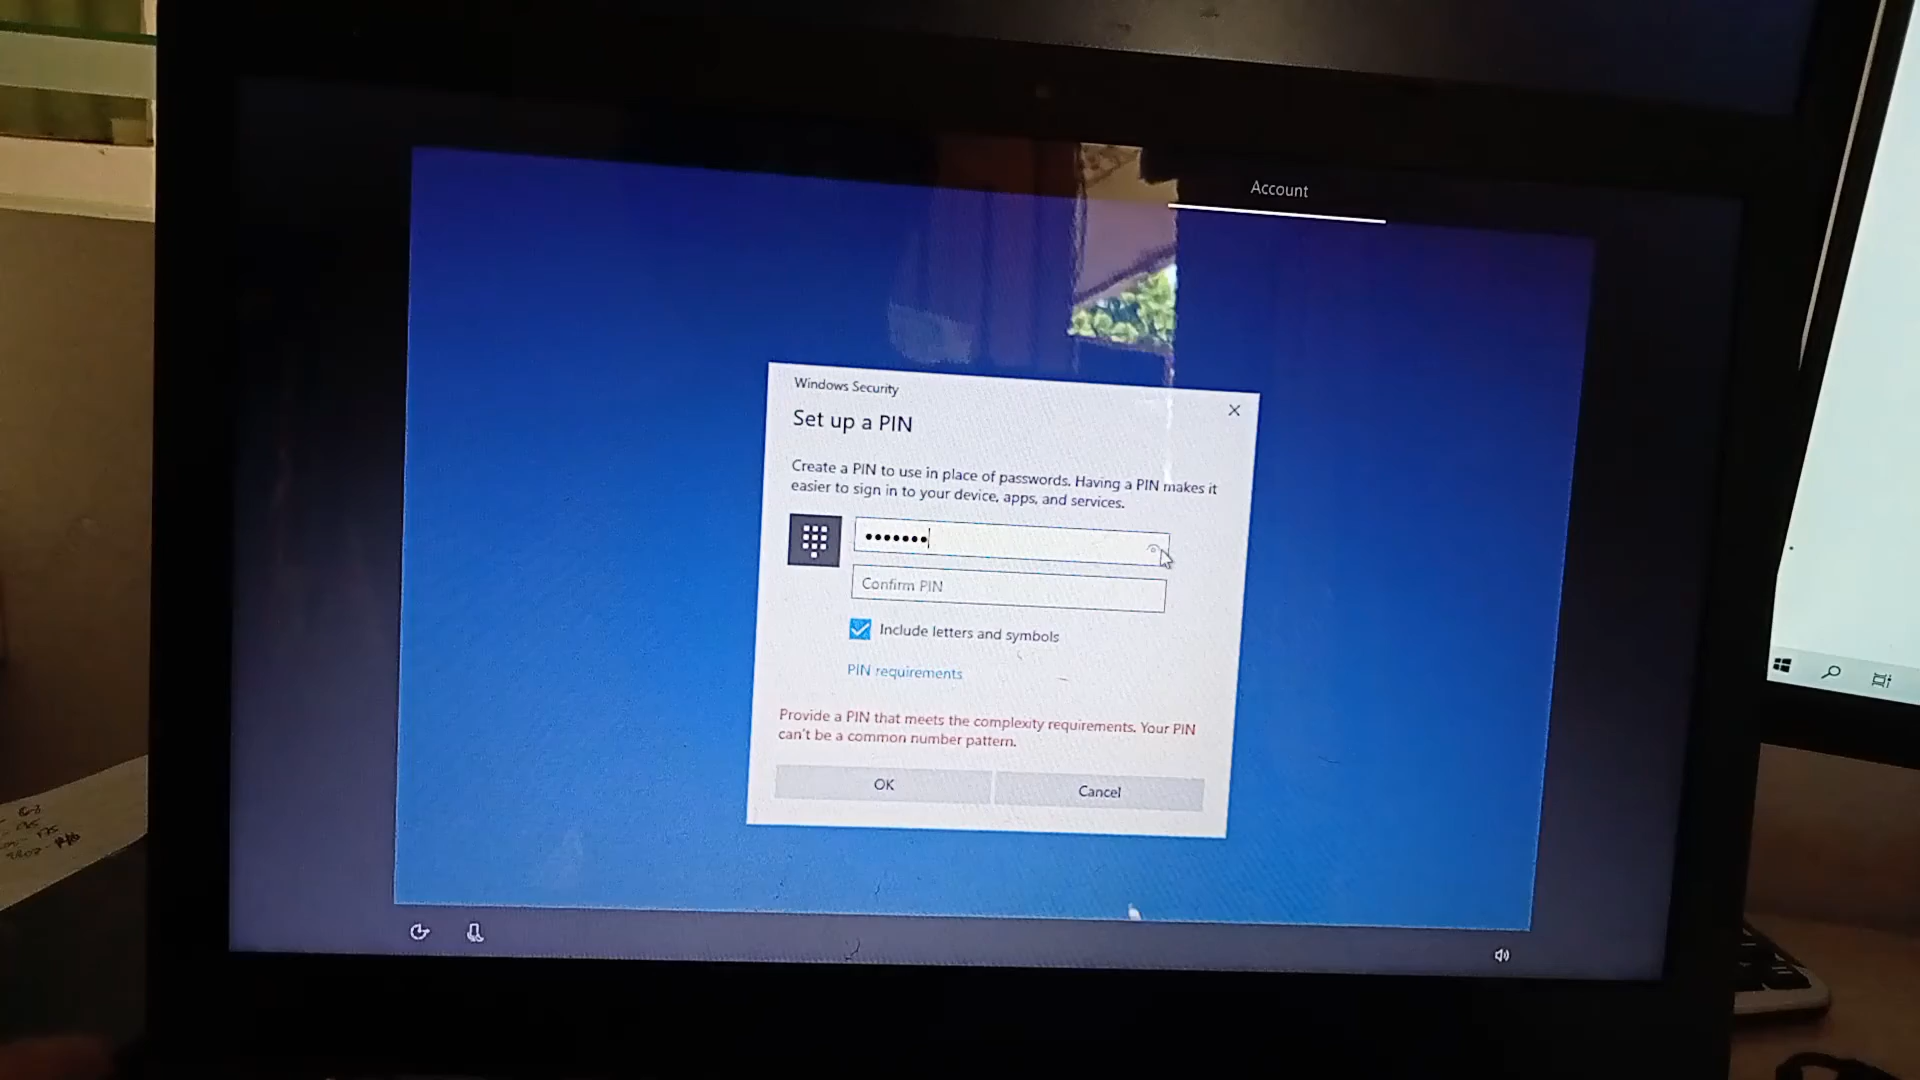 Account
Windows Security
Set up a PIN
Create a PIN to use in place of passwords. Having a PIN makes it
easier to sign in to your device, apps, and services.
Confirm PIN
Include letters and symbols
PIN requirements
Provide a PIN that meets the complexity requirements. Your PIN
can't be a common number pattern.
OK
Cancel